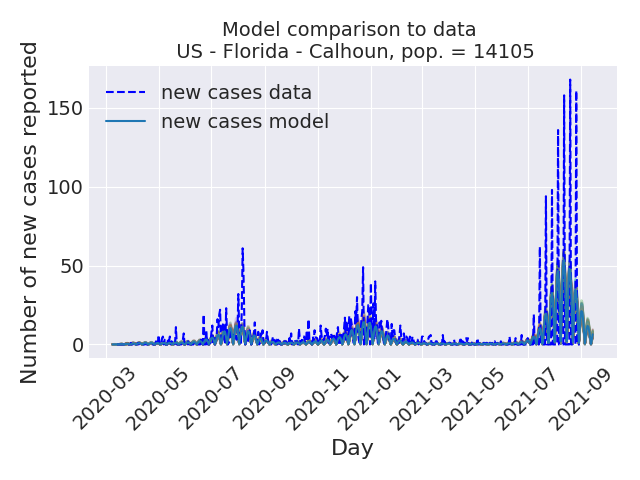 Model comparison to data
US - Florida - Calhoun, pop. = 14105
Number of new cases reported
new cases data
new cases model
150
100
50
0
2020-03
2020-05
2020-07
2020-09
2020-11
2021-01
2021-03
2021-05
2021-07
2021-09
Day